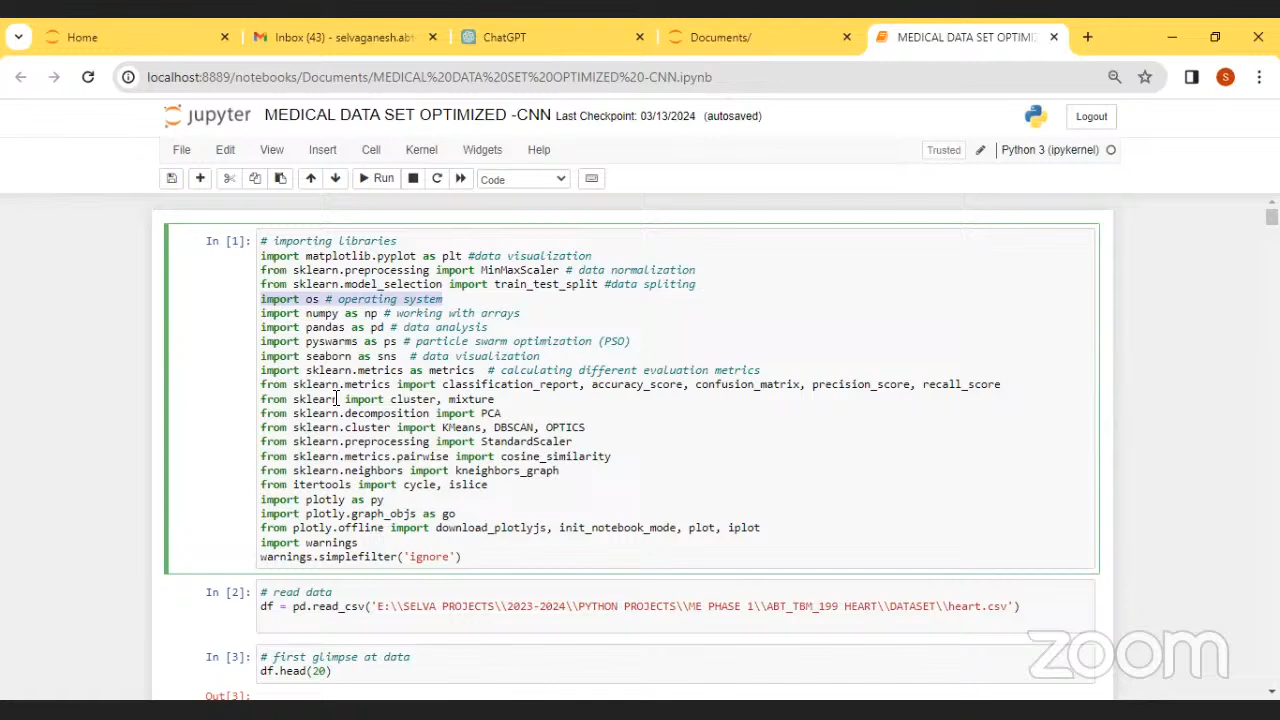 Home
Inbox (43) - selvaganesh.abt
ChatGPT
Documents/
MEDICAL DATA SET OPTIMIZ
localhost:8889/notebooks/Documents/MEDICAL%20DATA%20SET%20OPTIMIZED%20-CNN.ipynb
S
jupyter MEDICAL DATA SET OPTIMIZED -CNN Last Checkpoint: 03/13/2024 (autosaved)
Logout
File Edit View Insert Cell Kernel Widgets Help
Trusted
Python 3 (ipykernel)
Run
Code
In [1]: # importing libraries
import matplotlib.pyplot as plt #data visualization
from sklearn.preprocessing import MinMaxScaler # data normalization
from sklearn.model_selection import train_test_split #data spliting
import os # operating system
import numpy as np # working with arrays
import pandas as pd # data analysis
import pyswarms as ps # particle swarm optimization (PSO)
import seaborn as sns # data visualization
import sklearn.metrics as metrics # calculating different evaluation metrics
from sklearn.metrics import classification_report, accuracy_score, confusion_matrix, precision_score, recall_score
from sklearn import cluster, mixture
from sklearn.decomposition import PCA
from sklearn.cluster import KMeans, DBSCAN, OPTICS
from sklearn.preprocessing import StandardScaler
from sklearn.metrics.pairwise import cosine_similarity
from sklearn.neighbors import kneighbors_graph
from itertools import cycle, islice
import plotly as py
import plotly.graph_objs as go
from plotly.offline import download_plotlyjs, init_notebook_mode, plot, iplot
import warnings
warnings.simplefilter('ignore')
In [2]: # read data
df = pd.read_csv('E:\\SELVA PROJECTS\\2023-2024\\PYTHON PROJECTS\\ME PHASE 1\\ABT_TBM_199 HEART\\DATASET\\heart.csv')
In [3]: # first glimpse at data
df.head(20)
Out[3]:
zoom